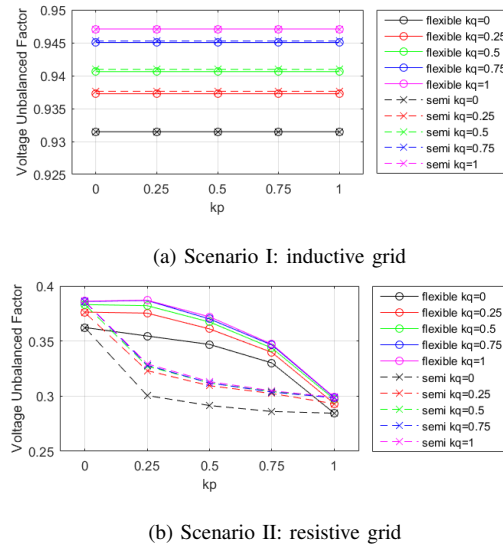 0.95
0.945
0.94
0.935
0.93
0.925
Voltage Unbalanced Factor
0 0.25 0.5 0.75 1
kp
flexible kq=0
flexible kq=0.25
flexible kq=0.5
flexible kq=0.75
flexible kq=1
semi kq=0
semi kq=0.25
semi kq=0.5
semi kq=0.75
semi kq=1
(a) Scenario I: inductive grid
0.4
0.35
0.3
0.25
Voltage Unbalanced Factor
0 0.25 0.5 0.75 1
kp
flexible kq=0
flexible kq=0.25
flexible kq=0.5
flexible kq=0.75
flexible kq=1
semi kq=0
semi kq=0.25
semi kq=0.5
semi kq=0.75
semi kq=1
(b) Scenario II: resistive grid